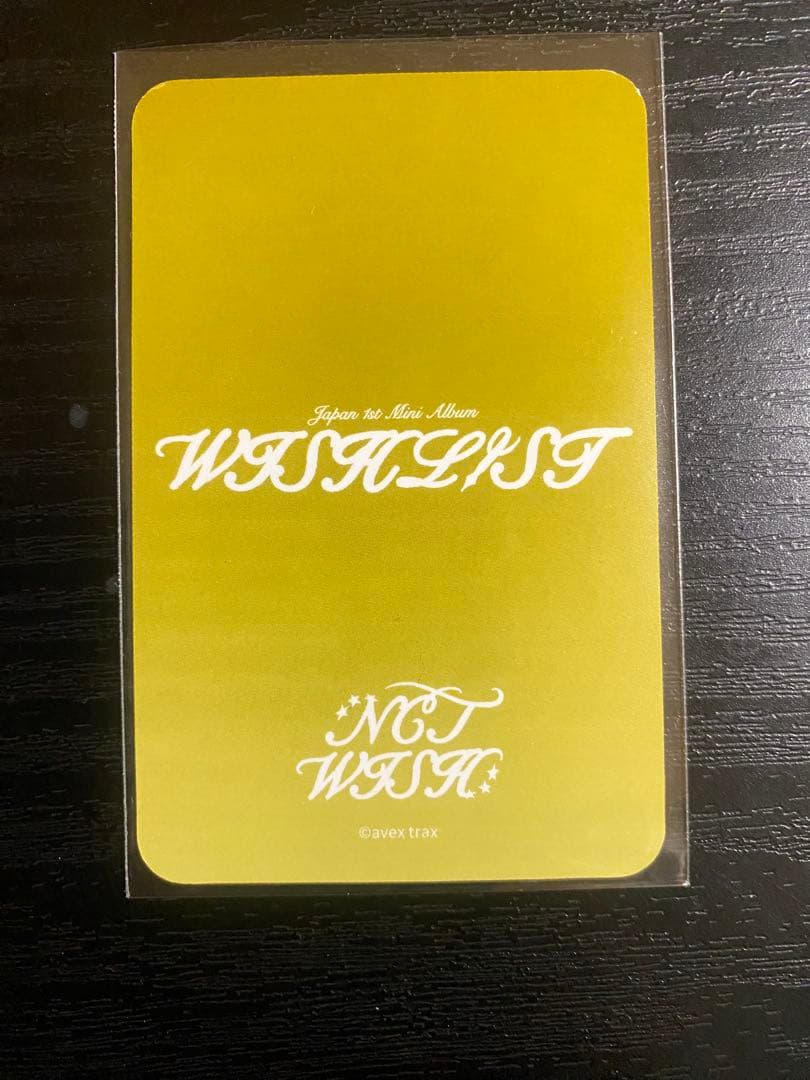 Japan 1st Mini Album
WISHLIST
NCT
WISH
©avex trax